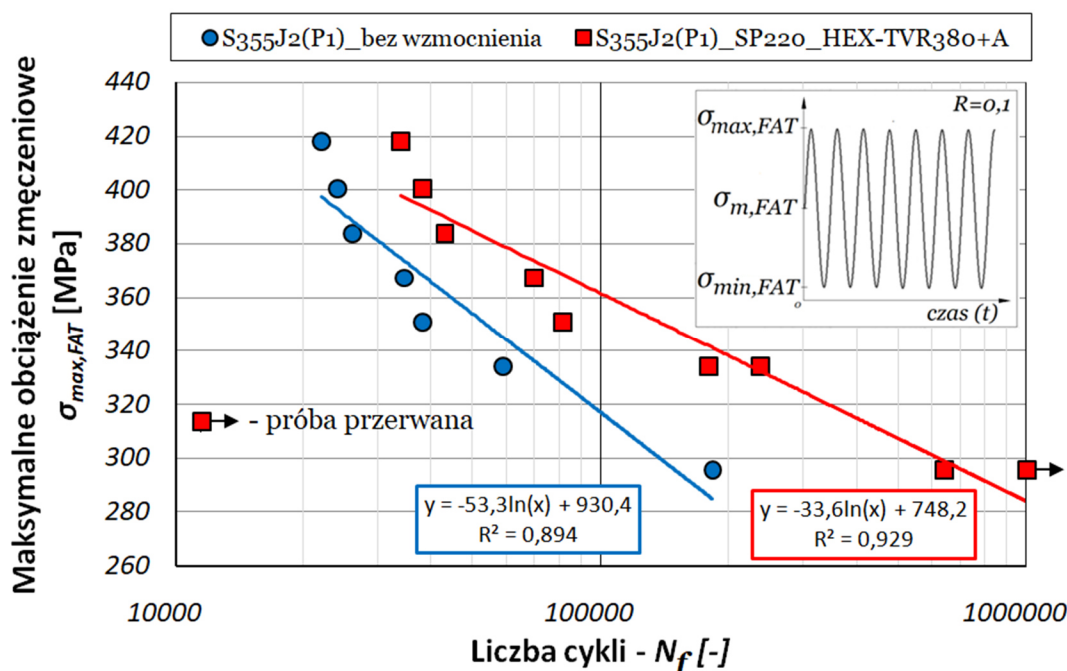 S355J2(P1)_bez wzmocnienia
S355J2(P1)_SP220_HEX-TVR380+A
Maksymalne obciążenie zmęczeniowe
σmax,FAT [MPa]
440
420
400
380
360
340
320
300
280
260
R=0,1
σmax,FAT
σm,FAT
σmin,FAT
0
czas (t)
- próba przerwana
y = -53,3ln(x) + 930,4
R² = 0,894
y = -33,6ln(x) + 748,2
R² = 0,929
10000
100000
1000000
Liczba cykli - Nf [-]